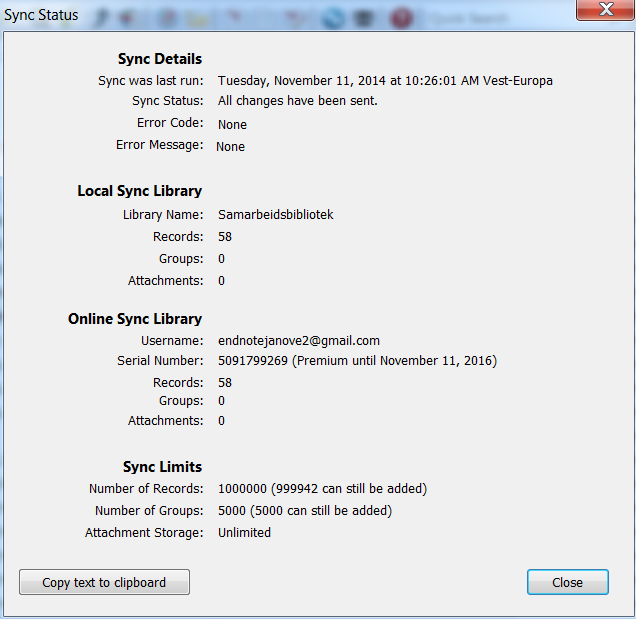 Sync Status
Quick Search
Sync Details
Sync was last run: Tuesday, November 11, 2014 at 10:26:01 AM Vest-Europa
Sync Status: All changes have been sent.
Error Code: None
Error Message: None
Local Sync Library
Library Name: Samarbeidsbibliotek
Records: 58
Groups: 0
Attachments: 0
Online Sync Library
Username: endnotejanove2@gmail.com
Serial Number: 5091799269 (Premium until November 11, 2016)
Records: 58
Groups: 0
Attachments: 0
Sync Limits
Number of Records: 1000000 (999942 can still be added)
Number of Groups: 5000 (5000 can still be added)
Attachment Storage: Unlimited
Copy text to clipboard Close